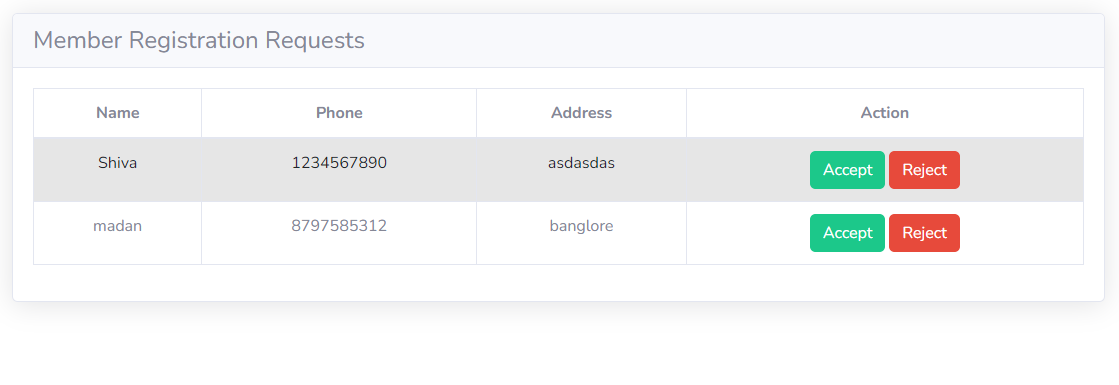 Member Registration Requests
Name Phone Address Action
Shiva 1234567890 asdasdas Accept Reject
madan 8797585312 banglore Accept Reject